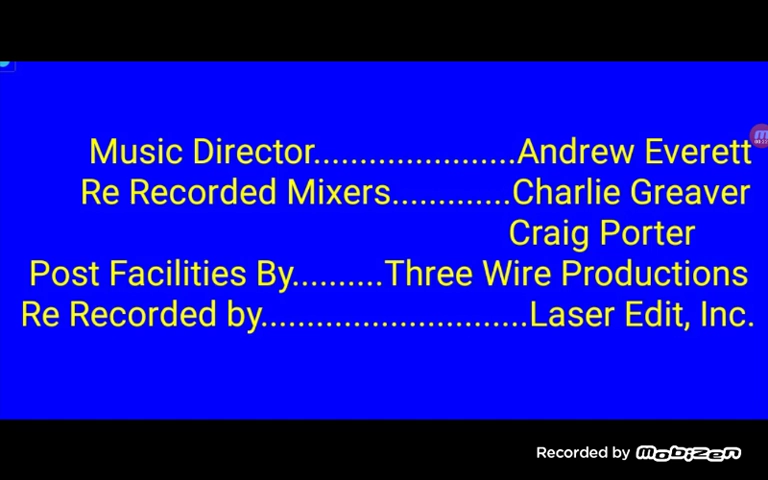 Music Director......................Andrew Everett
Re Recorded Mixers.............Charlie Greaver
Craig Porter
Post Facilities By..........Three Wire Productions
Re Recorded by.............................Laser Edit, Inc.
Recorded by Mobizen